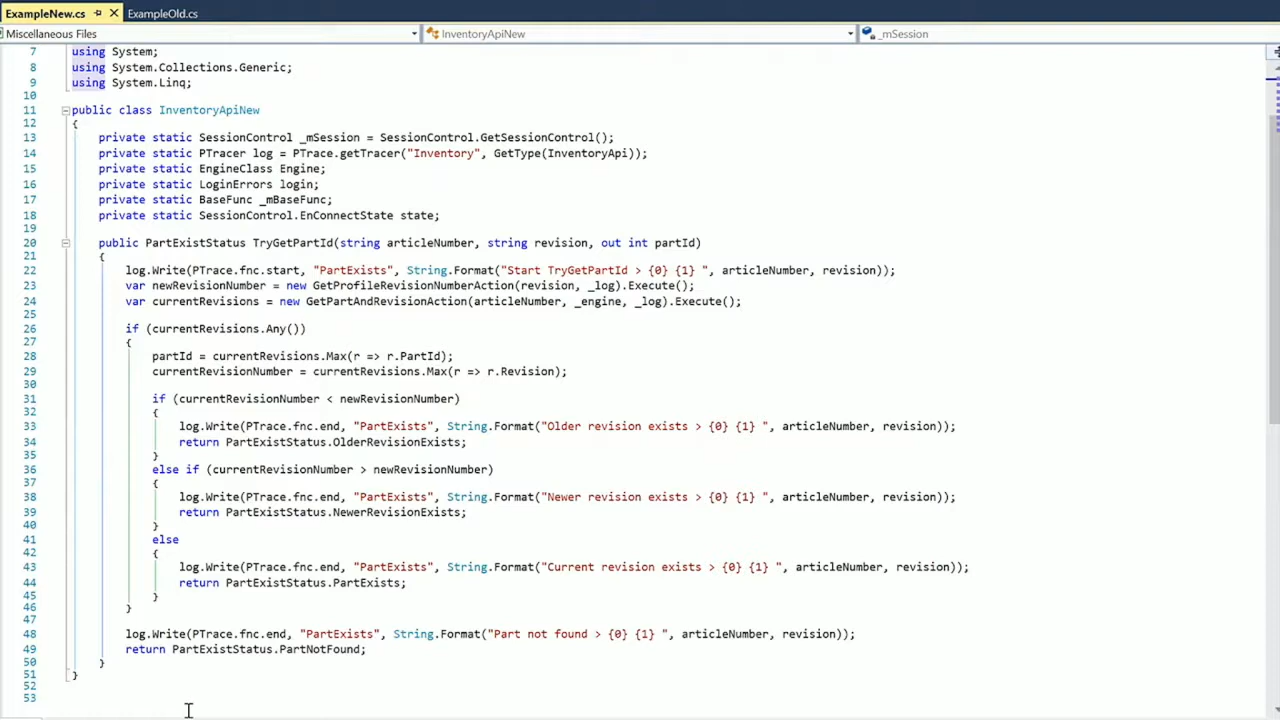 ExampleNew.cs
ExampleOld.cs
Miscellaneous Files
InventoryApiNew
_mSession
7 using System;
8 using System.Collections.Generic;
9 using System.Linq;
10
11 public class InventoryApiNew
12 {
13 private static SessionControl _mSession = SessionControl.GetSessionControl();
14 private static PTracer log = PTrace.getTracer("Inventory", GetType(InventoryApi));
15 private static EngineClass Engine;
16 private static LoginErrors login;
17 private static BaseFunc _mBaseFunc;
18 private static SessionControl.EnConnectState state;
19
20 public PartExistStatus TryGetPartId(string articleNumber, string revision, out int partId)
21 {
22 log.Write(PTrace.fnc.start, "PartExists", String.Format("Start TryGetPartId > {0} {1} ", articleNumber, revision));
23 var newRevisionNumber = new GetProfileRevisionNumberAction(revision, _log).Execute();
24 var currentRevisions = new GetPartAndRevisionAction(articleNumber, _engine, _log).Execute();
25
26 if (currentRevisions.Any())
27 {
28 partId = currentRevisions.Max(r => r.PartId);
29 currentRevisionNumber = currentRevisions.Max(r => r.Revision);
30
31 if (currentRevisionNumber < newRevisionNumber)
32 {
33 log.Write(PTrace.fnc.end, "PartExists", String.Format("Older revision exists > {0} {1} ", articleNumber, revision));
34 return PartExistStatus.OlderRevisionExists;
35 }
36 else if (currentRevisionNumber > newRevisionNumber)
37 {
38 log.Write(PTrace.fnc.end, "PartExists", String.Format("Newer revision exists > {0} {1} ", articleNumber, revision));
39 return PartExistStatus.NewerRevisionExists;
40 }
41 else
42 {
43 log.Write(PTrace.fnc.end, "PartExists", String.Format("Current revision exists > {0} {1} ", articleNumber, revision));
44 return PartExistStatus.PartExists;
45 }
46 }
47
48 log.Write(PTrace.fnc.end, "PartExists", String.Format("Part not found > {0} {1} ", articleNumber, revision));
49 return PartExistStatus.PartNotFound;
50 }
51 }
52
53